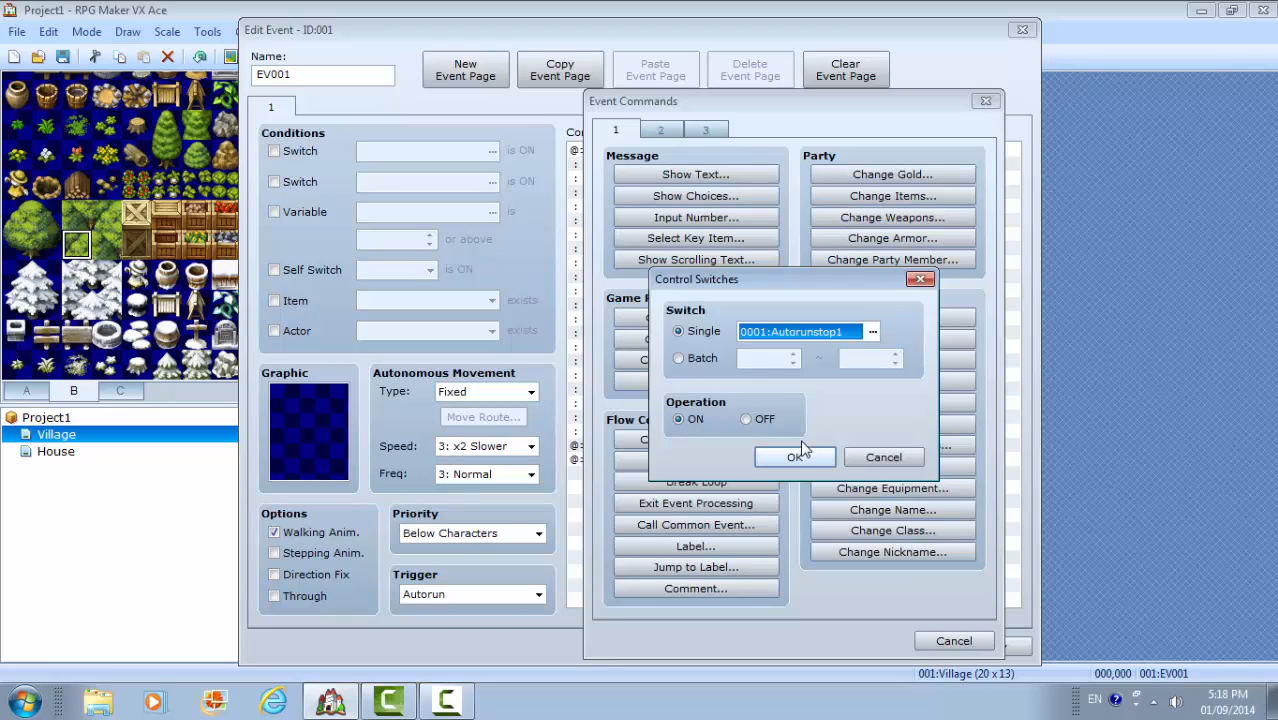 Project1 - RPG Maker VX Ace
File Edit Mode Draw Scale Tools
Edit Event - ID:001
Name:
EV001
New Event Page
Copy Event Page
Paste Event Page
Delete Event Page
Clear Event Page
1
Conditions
Switch ... is ON
Switch ... is ON
Variable ... is
or above
Self Switch is ON
Item exists
Actor exists
Graphic
Autonomous Movement
Type: Fixed
Move Route...
Speed: 3: x2 Slower
Freq: 3: Normal
Options
Walking Anim.
Stepping Anim.
Direction Fix
Through
Priority
Below Characters
Trigger
Autorun
Event Commands
1 2 3
Message
Show Text...
Show Choices...
Input Number...
Select Key Item...
Show Scrolling Text...
Party
Change Gold...
Change Items...
Change Weapons...
Change Armor...
Change Party Member...
Control Switches
Switch
Single 0001:Autorunstop1 ...
Batch ~
Operation
ON OFF
OK Cancel
Break Loop
Exit Event Processing
Call Common Event...
Label...
Jump to Label...
Comment...
Change Equipment...
Change Name...
Change Class...
Change Nickname...
Cancel
A B C
Project1
Village
House
001:Village (20 x 13) 000,000 001:EV001
EN
5:18 PM
01/09/2014